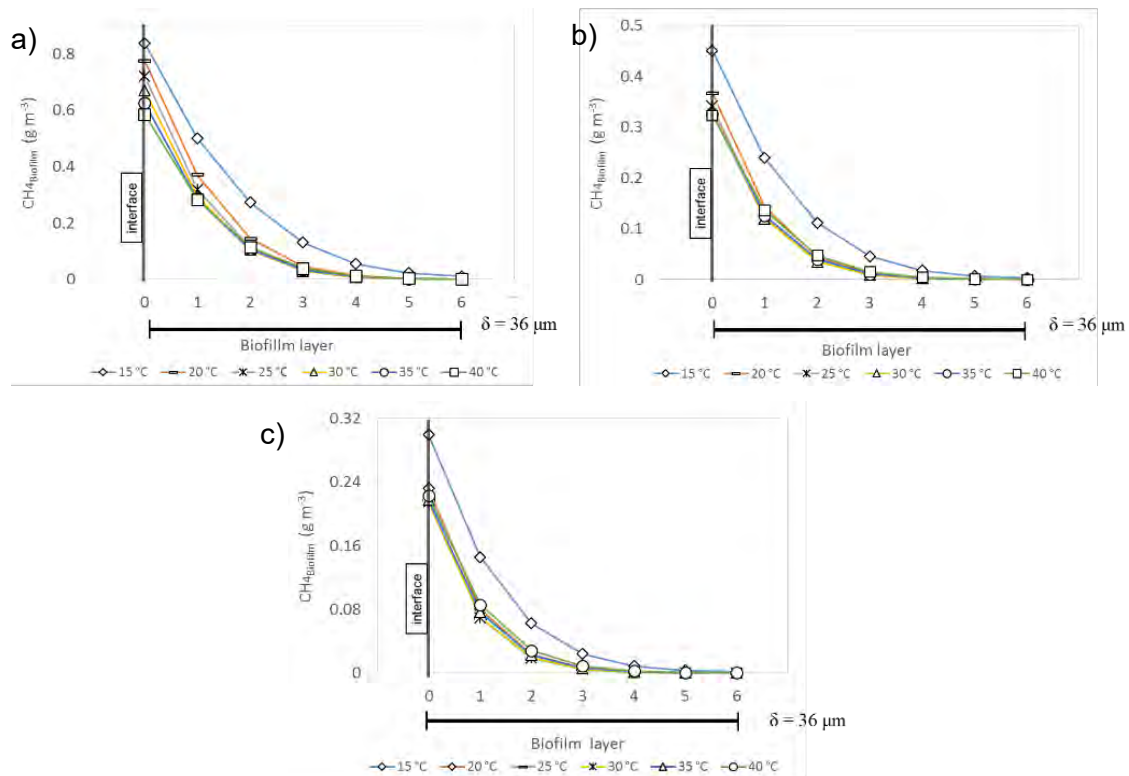 a)
CH4Biofilm (g m⁻³)
0.8
0.6
0.4
0.2
0
interface
0 1 2 3 4 5 6
δ = 36 μm
Biofillm layer
15 °C 20 °C 25 °C 30 °C 35 °C 40 °C
b)
CH4Biofilm (g m⁻³)
0.5
0.4
0.3
0.2
0.1
0
interface
0 1 2 3 4 5 6
δ = 36 μm
Biofilm layer
15 °C 20 °C 25 °C 30 °C 35 °C 40 °C
c)
CH4Biofilm (g m⁻³)
0.32
0.24
0.16
0.08
0
interface
0 1 2 3 4 5 6
δ = 36 μm
Biofilm layer
15 °C 20 °C 25 °C 30 °C 35 °C 40 °C